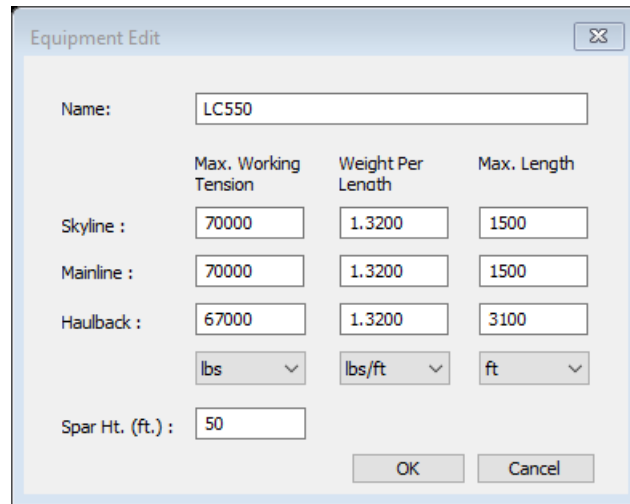 Equipment Edit
Name: LC550
Max. Working Tension Weight Per Length Max. Length
Skyline : 70000 1.3200 1500
Mainline : 70000 1.3200 1500
Haulback : 67000 1.3200 3100
lbs lbs/ft ft
Spar Ht. (ft.) : 50
OK Cancel